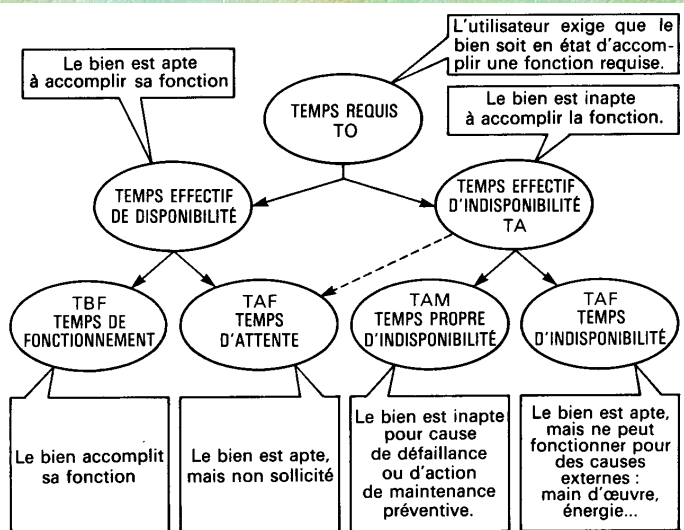 L'utilisateur exige que le
bien soit en état d'accom-
plir une fonction requise.
Le bien est apte
à accomplir sa fonction
TEMPS REQUIS
TO
Le bien est inapte
à accomplir la fonction.
TEMPS EFFECTIF
DE DISPONIBILITÉ
TEMPS EFFECTIF
D'INDISPONIBILITÉ
TA
TBF
TEMPS DE
FONCTIONNEMENT
TAF
TEMPS
D'ATTENTE
TAM
TEMPS PROPRE
D'INDISPONIBILITÉ
TAF
TEMPS
D'INDISPONIBILITÉ
Le bien accomplit
sa fonction
Le bien est apte,
mais non sollicité
Le bien est inapte
pour cause
de défaillance
ou d'action
de maintenance
préventive.
Le bien est apte,
mais ne peut
fonctionner pour
des causes
externes :
main d'œuvre,
énergie...